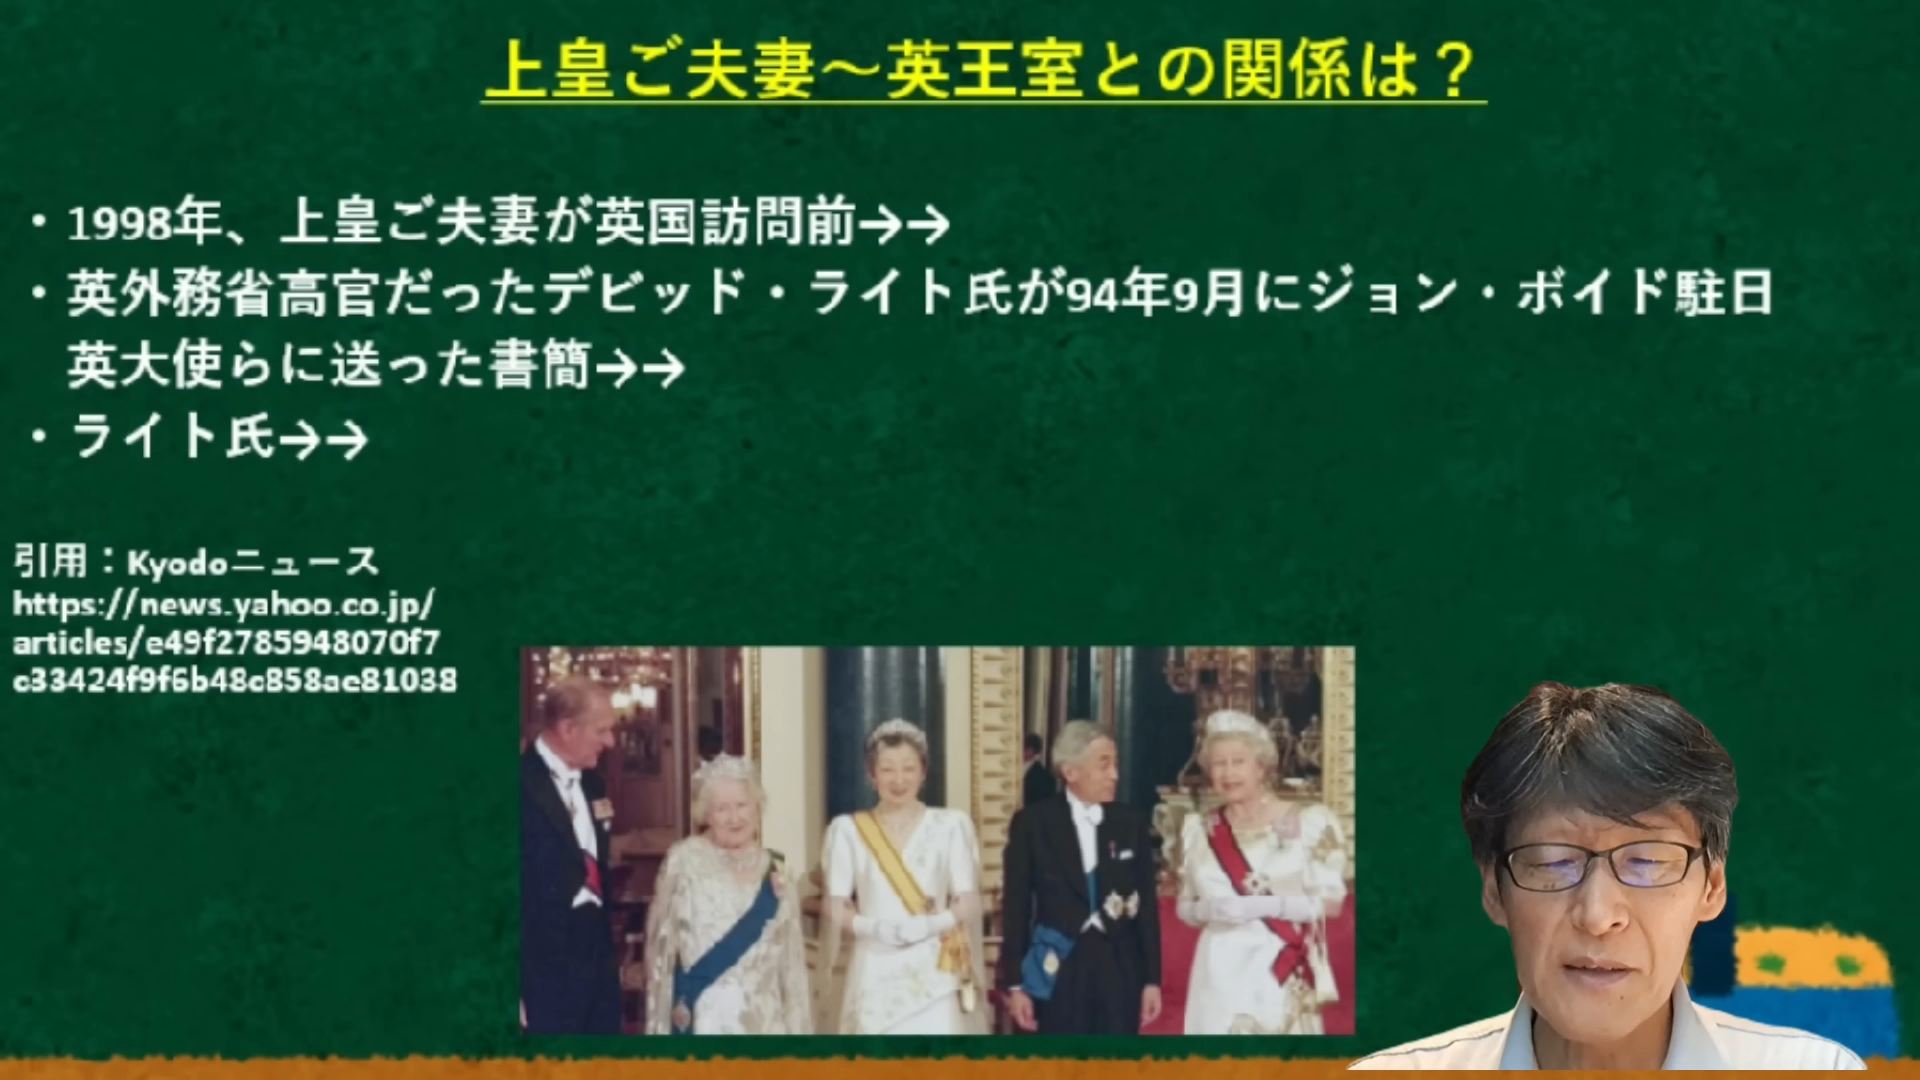 上皇ご夫妻～英王室との関係は？
・1998年、上皇ご夫妻が英国訪問前→→
・英外務省高官だったデビッド・ライト氏が94年9月にジョン・ボイド駐日
英大使らに送った書簡→→
・ライト氏→→
引用：Kyodoニュース
https://news.yahoo.co.jp/
articles/e49f2785948070f7
c33424f9f6b48c858ae81038